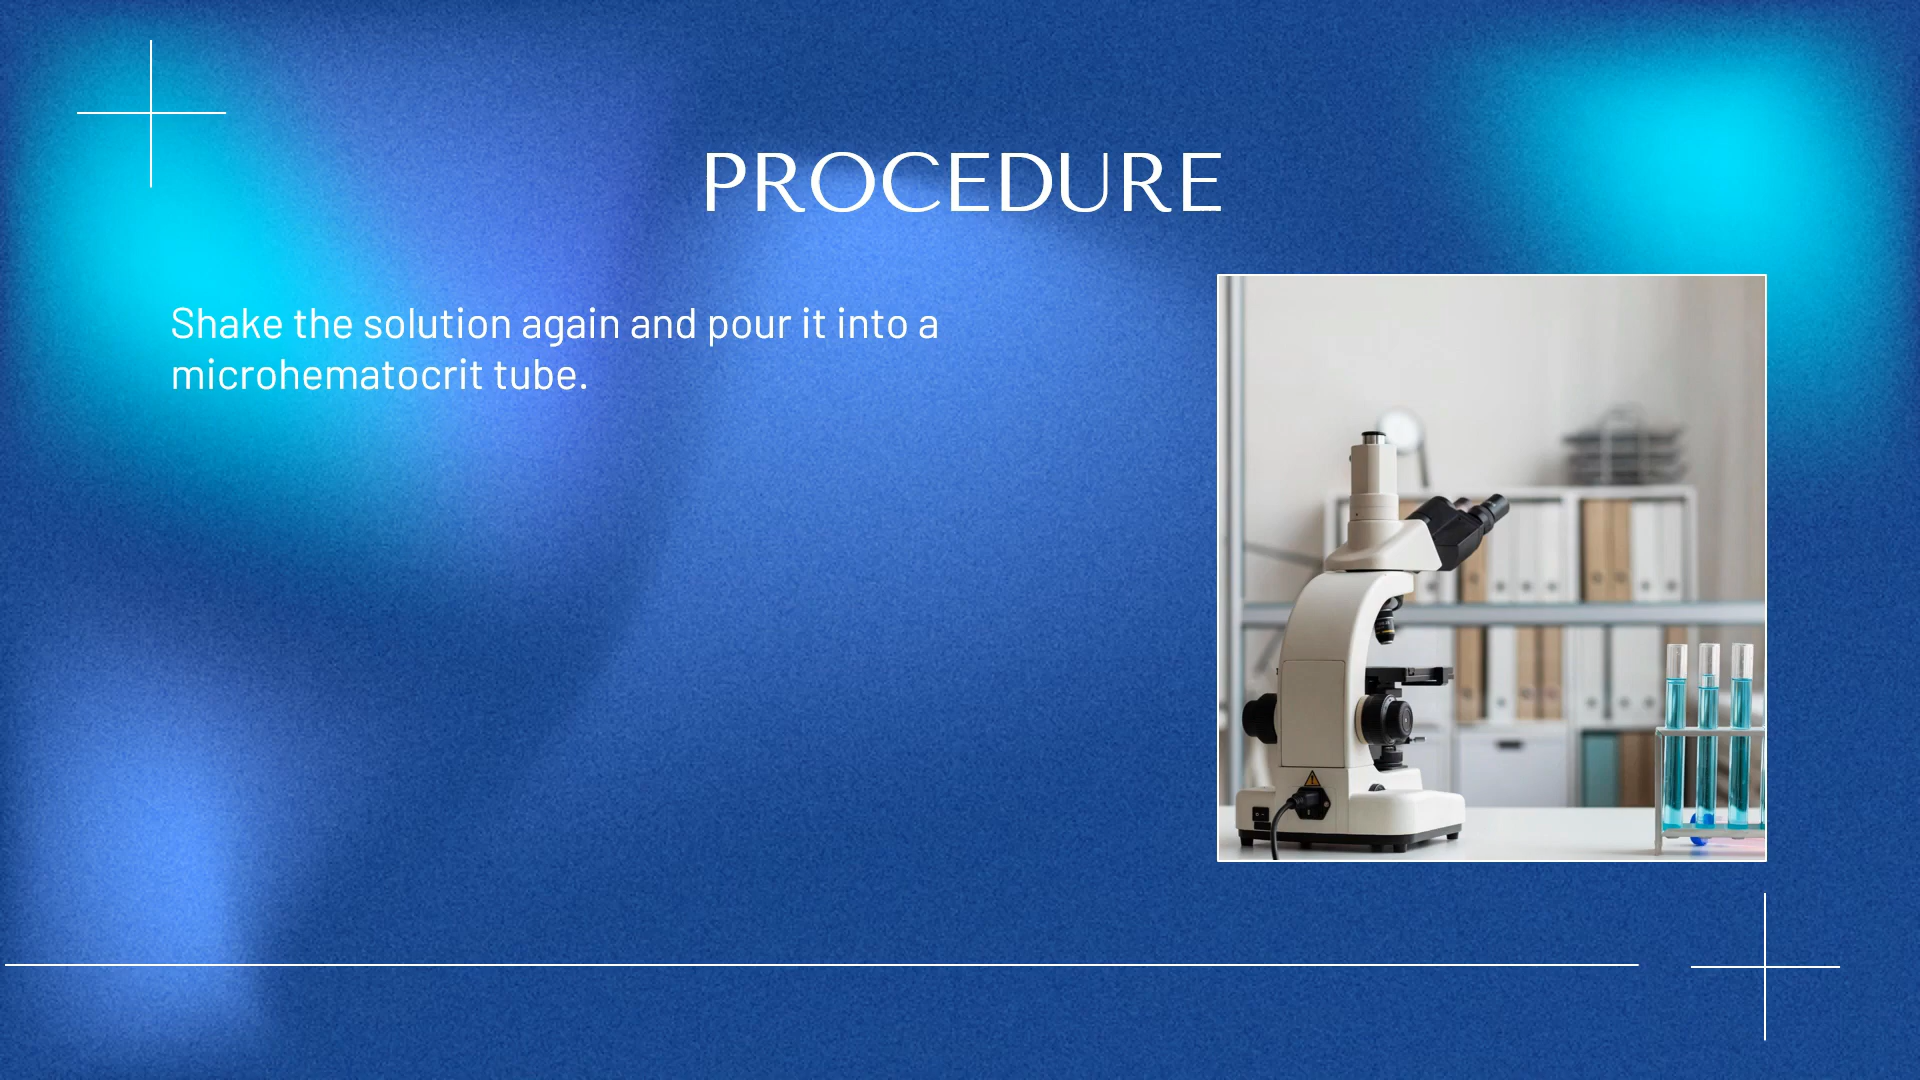 PROCEDURE
Shake the solution again and pour it into a
microhematocrit tube.